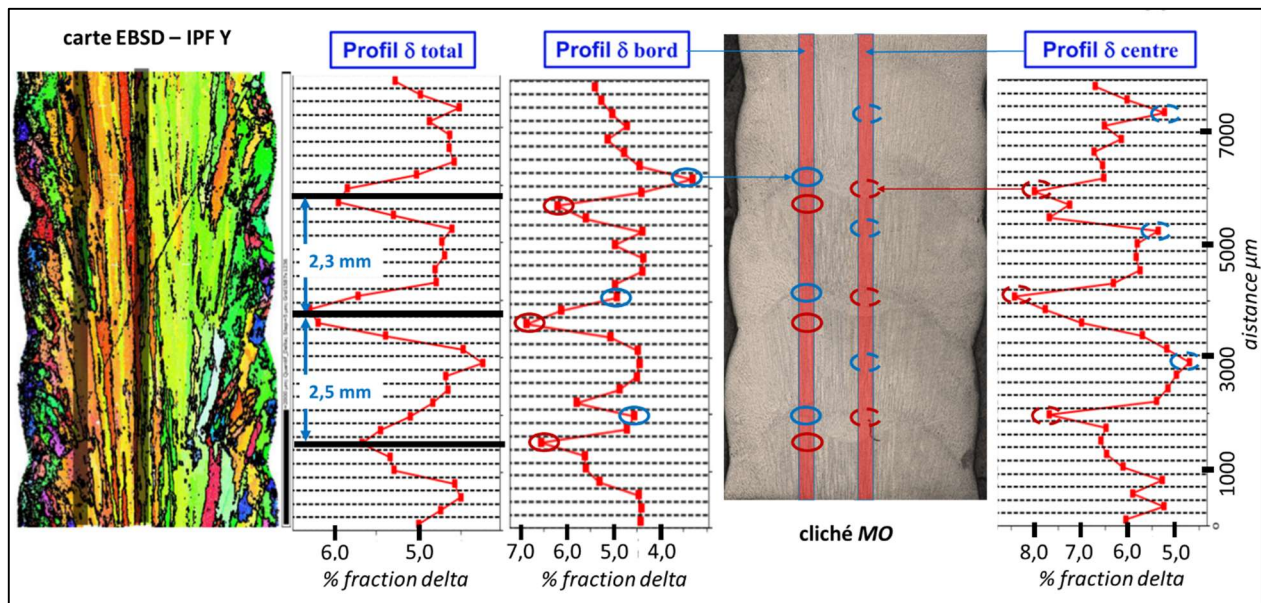 carte EBSD – IPF Y
Profil δ total
Profil δ bord
Profil δ centre
2,3 mm
2,5 mm
7000
5000
3000
1000
0
distance µm
6,0
5,0
% fraction delta
7,0
6,0
5,0
4,0
% fraction delta
cliché MO
8,0
7,0
6,0
5,0
% fraction delta